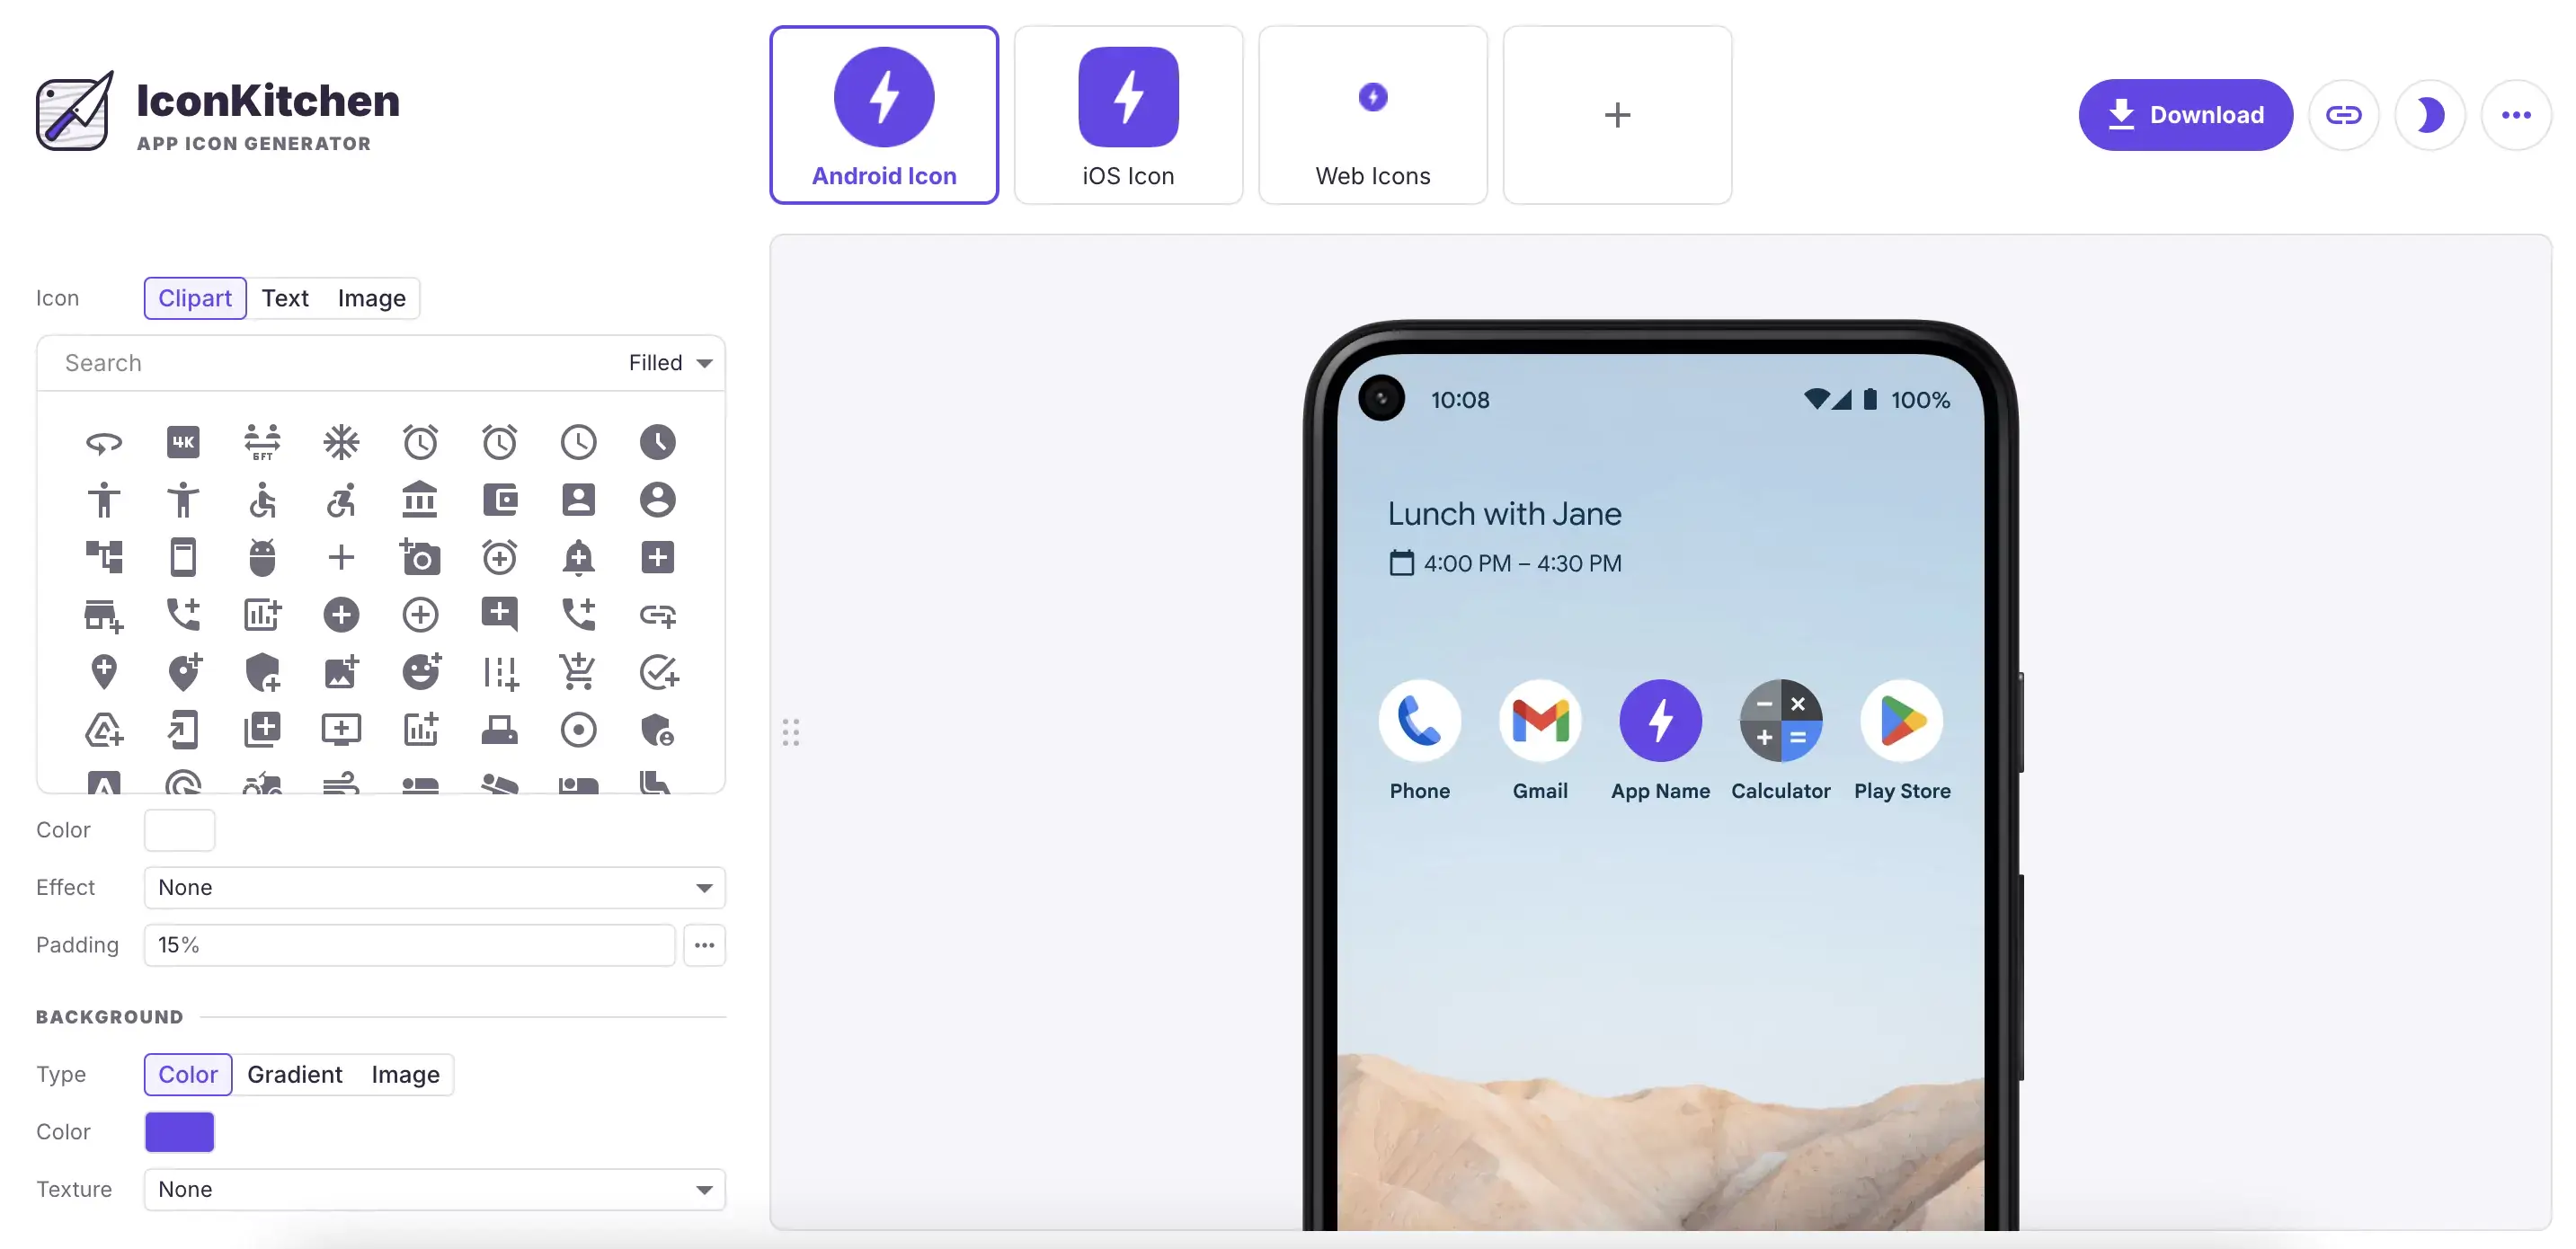 IconKitchen
APP ICON GENERATOR
Android Icon
iOS Icon
Web Icons
+
Download
Icon
Clipart
Text
Image
Search
Filled
4K
6FT
Color
Effect
None
Padding
15%
BACKGROUND
Type
Color
Gradient
Image
Color
Texture
None
10:08
100%
Lunch with Jane
4:00 PM – 4:30 PM
Phone
Gmail
App Name
Calculator
Play Store